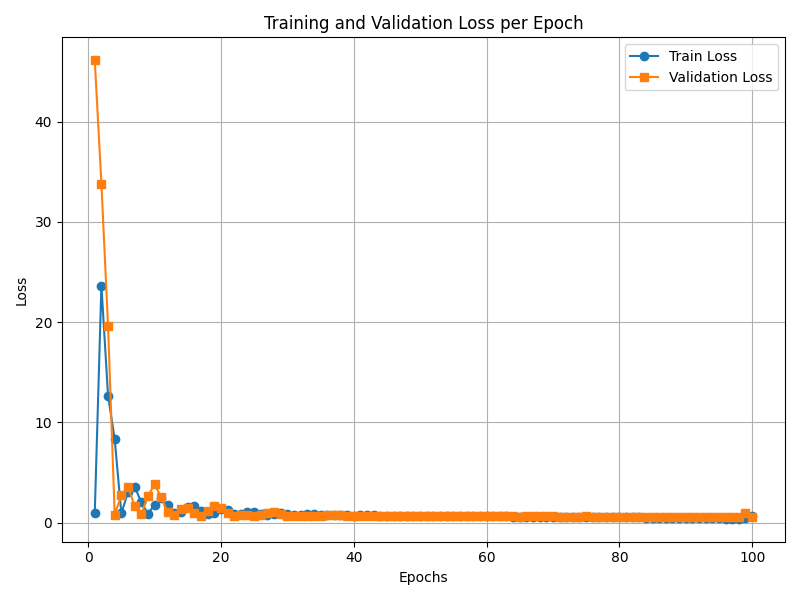 Training and Validation Loss per Epoch
Train Loss
Validation Loss
Loss
40
30
20
10
0
0 20 40 60 80 100
Epochs